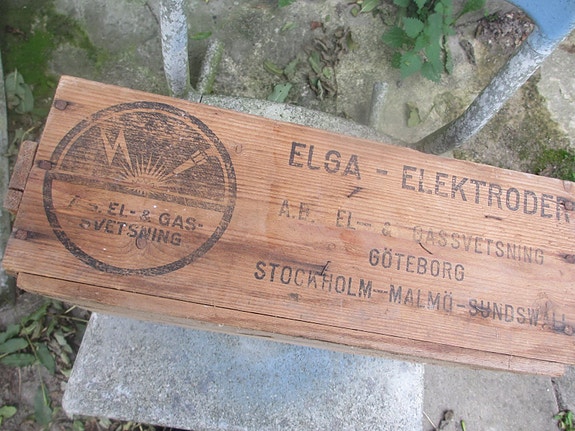 EL- & GAS-
SVETSNING
ELGA - ELEKTRODER
A.B. EL- & GASSVETSNING
GÖTEBORG
STOCKHOLM-MALMÖ-SUNDSVALL